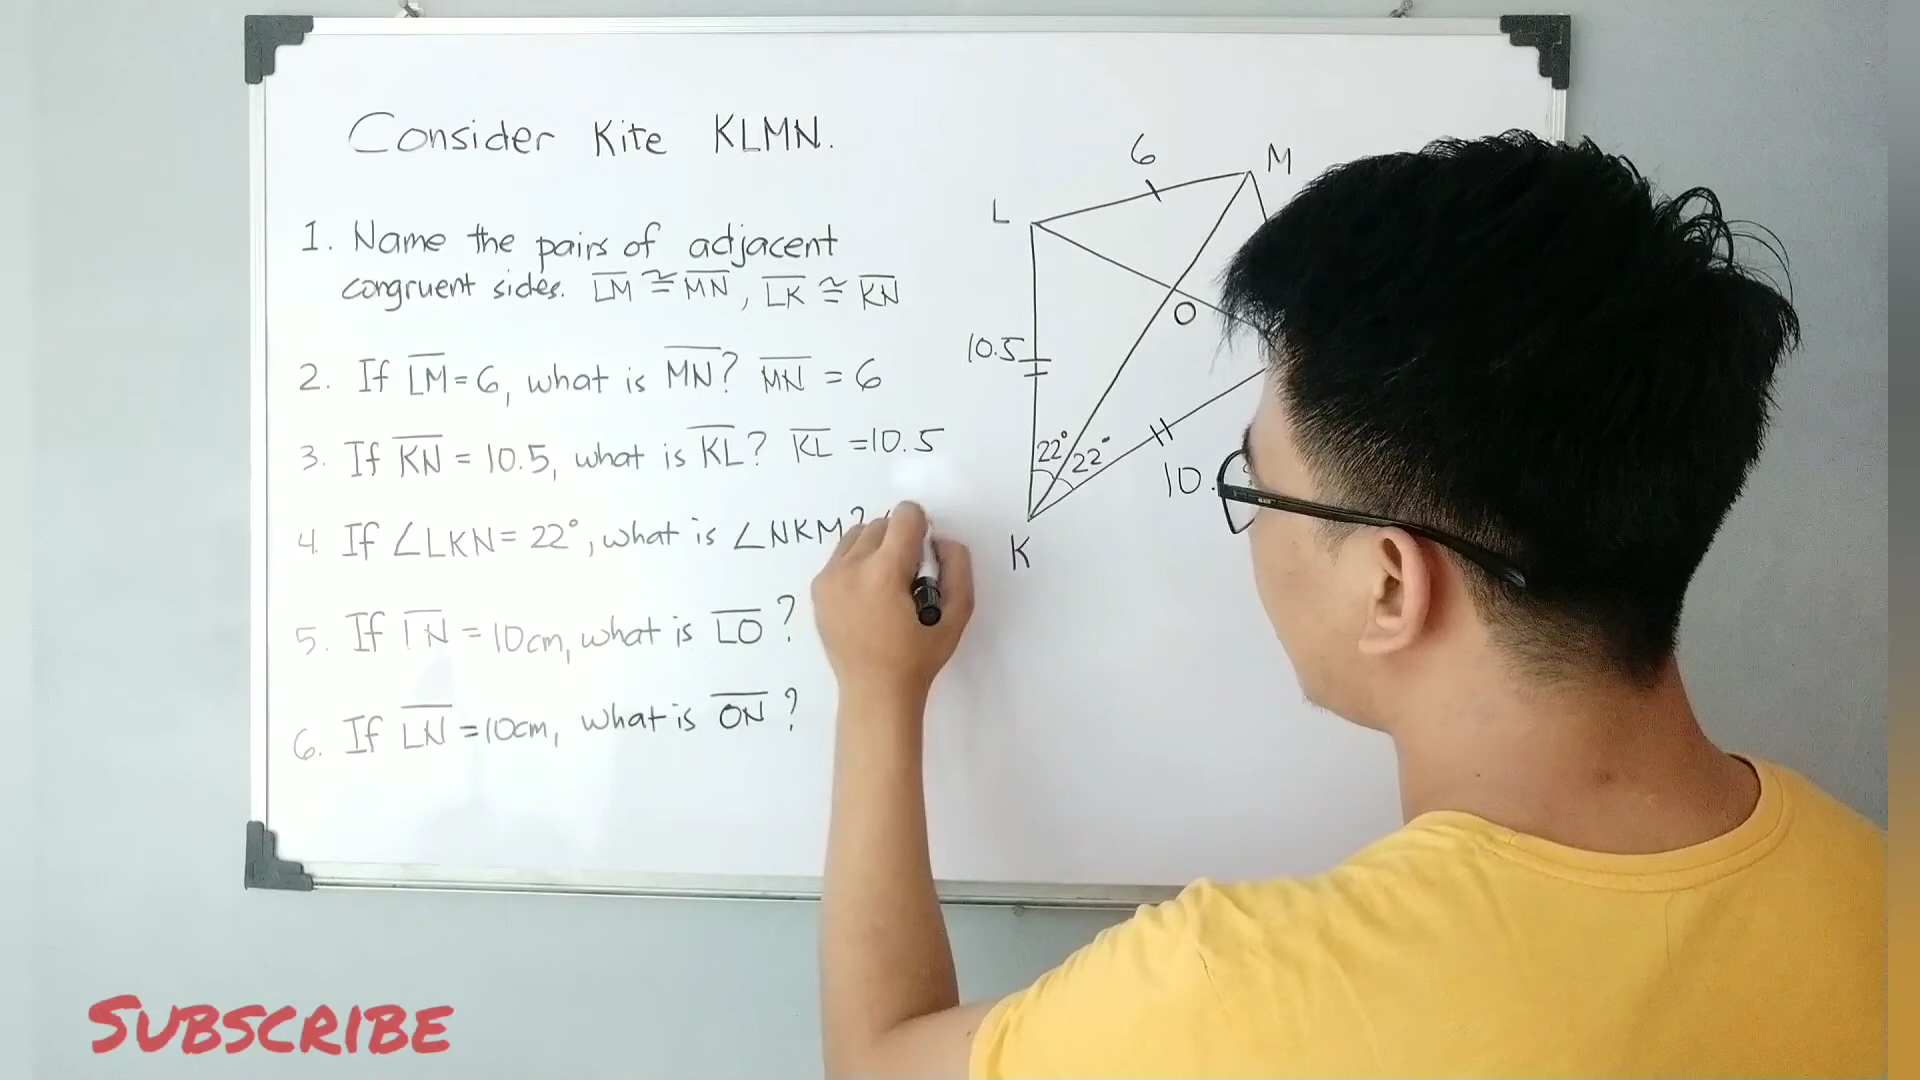 Consider Kite KLMN.
1. Name the pairs of adjacent
congruent sides. LM ≅ MN, LK ≅ KN
2. If LM = 6, what is MN? MN = 6
3. If KN = 10.5, what is KL? KL = 10.5
4. If ∠LKN = 22°, what is ∠NKM?
5. If LN = 10cm, what is LO?
6. If LN = 10cm, what is ON?
6
M
L
O
10.5
22°
22°
10.
K
SUBSCRIBE